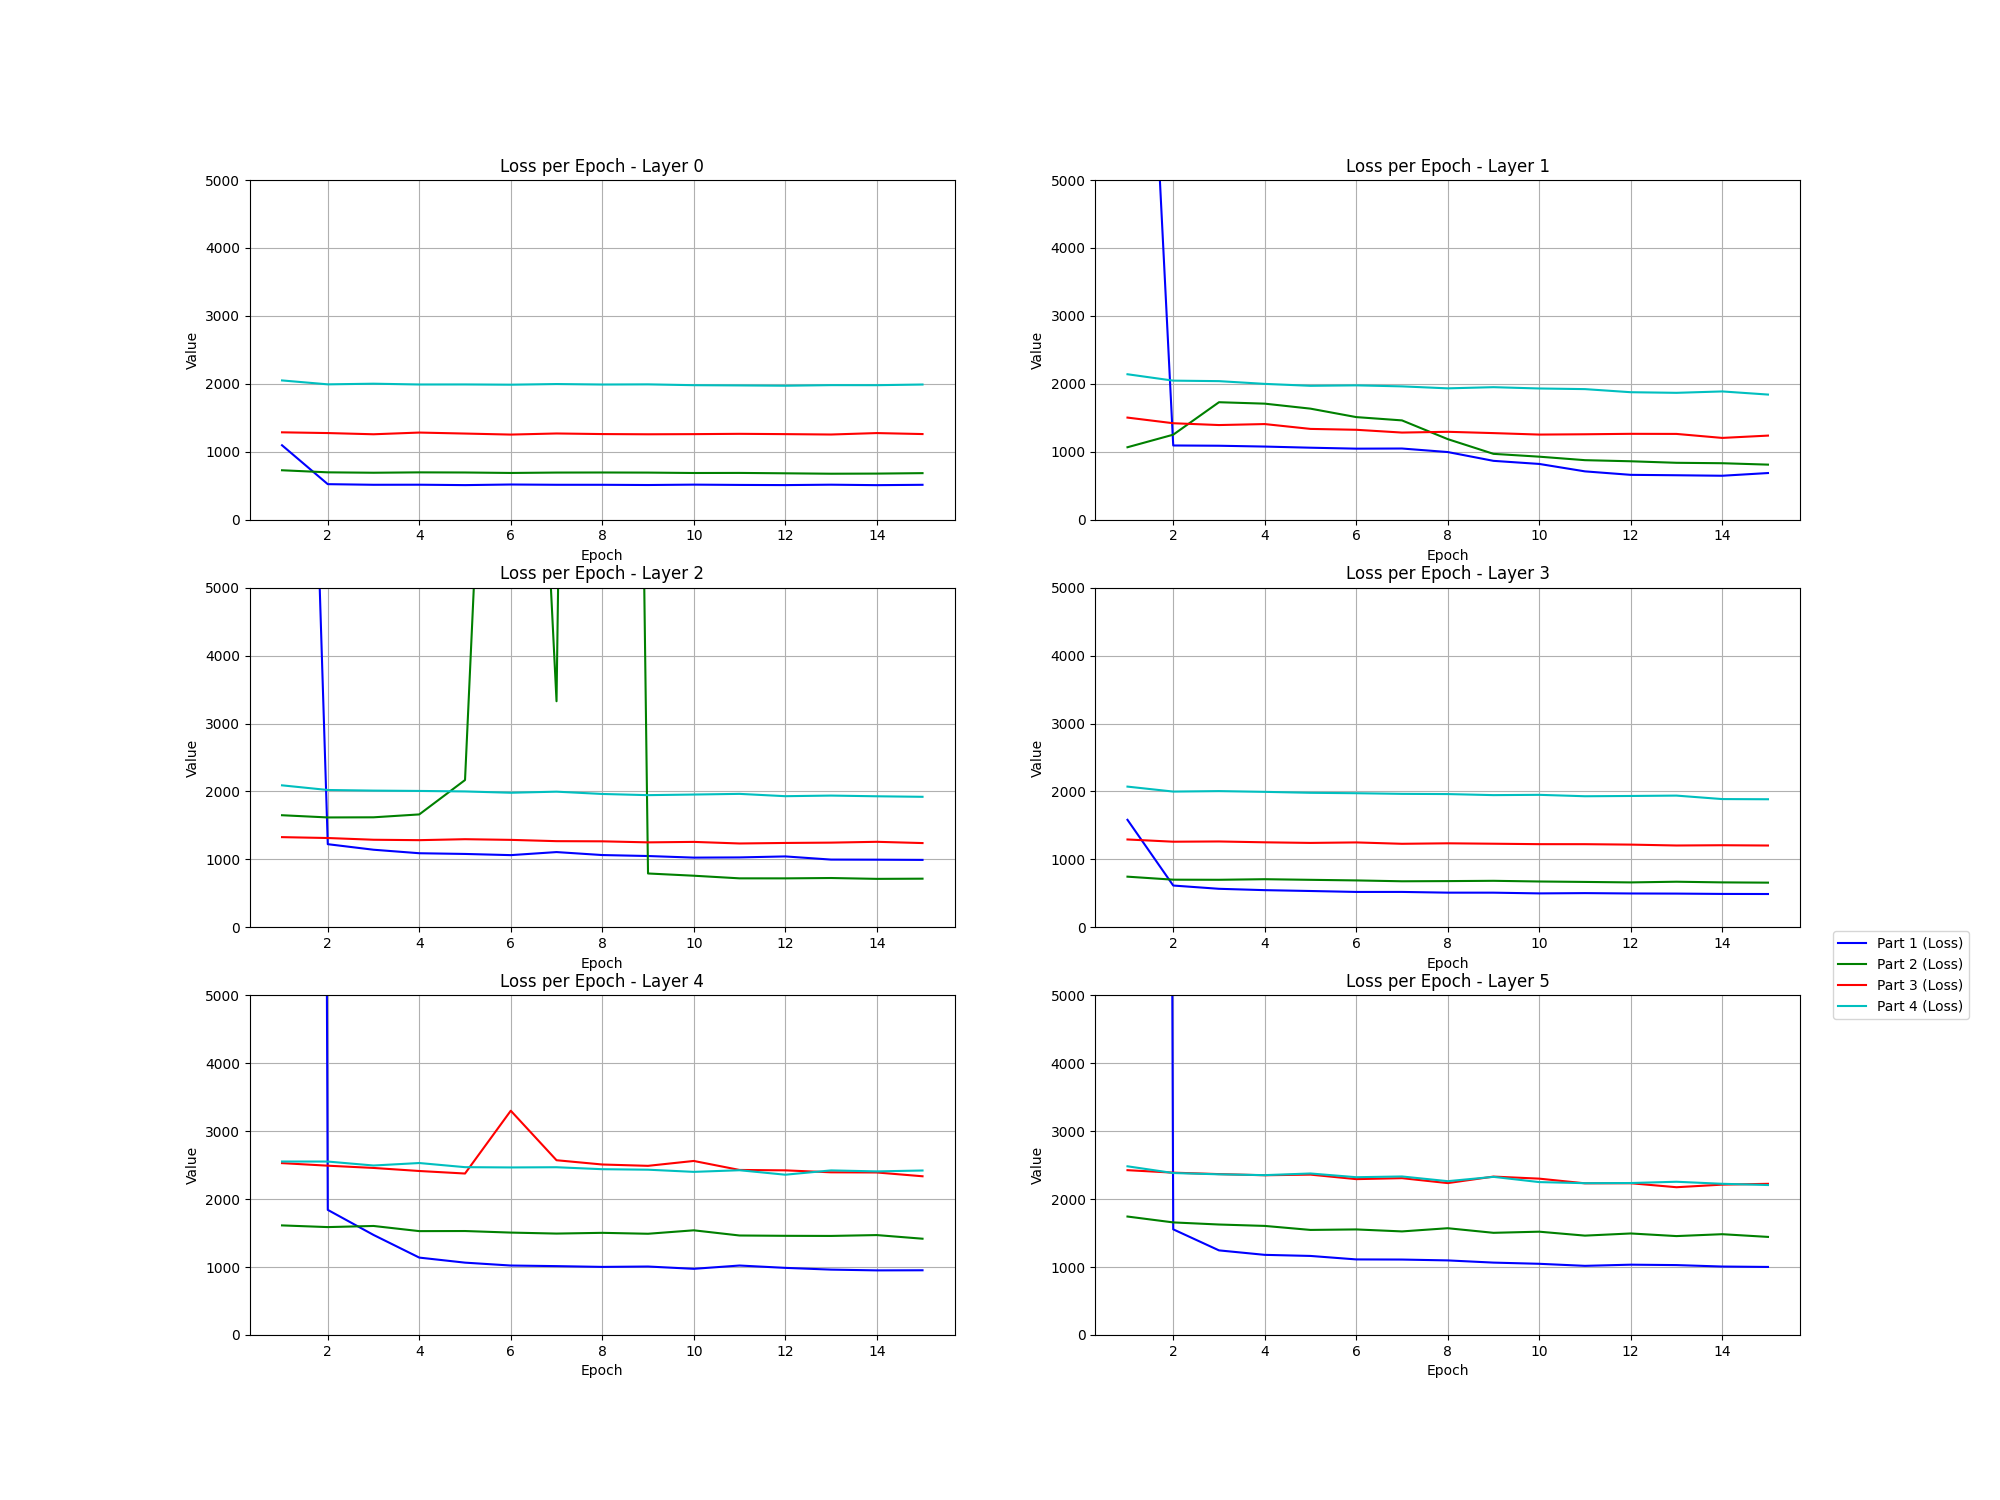 Loss per Epoch - Layer 0
5000
4000
3000
2000
1000
0
Value
2 4 6 8 10 12 14
Epoch
Loss per Epoch - Layer 1
5000
4000
3000
2000
1000
0
Value
2 4 6 8 10 12 14
Epoch
Loss per Epoch - Layer 2
5000
4000
3000
2000
1000
0
Value
2 4 6 8 10 12 14
Epoch
Loss per Epoch - Layer 3
5000
4000
3000
2000
1000
0
Value
2 4 6 8 10 12 14
Epoch
Part 1 (Loss)
Part 2 (Loss)
Part 3 (Loss)
Part 4 (Loss)
Loss per Epoch - Layer 4
5000
4000
3000
2000
1000
0
Value
2 4 6 8 10 12 14
Epoch
Loss per Epoch - Layer 5
5000
4000
3000
2000
1000
0
Value
2 4 6 8 10 12 14
Epoch